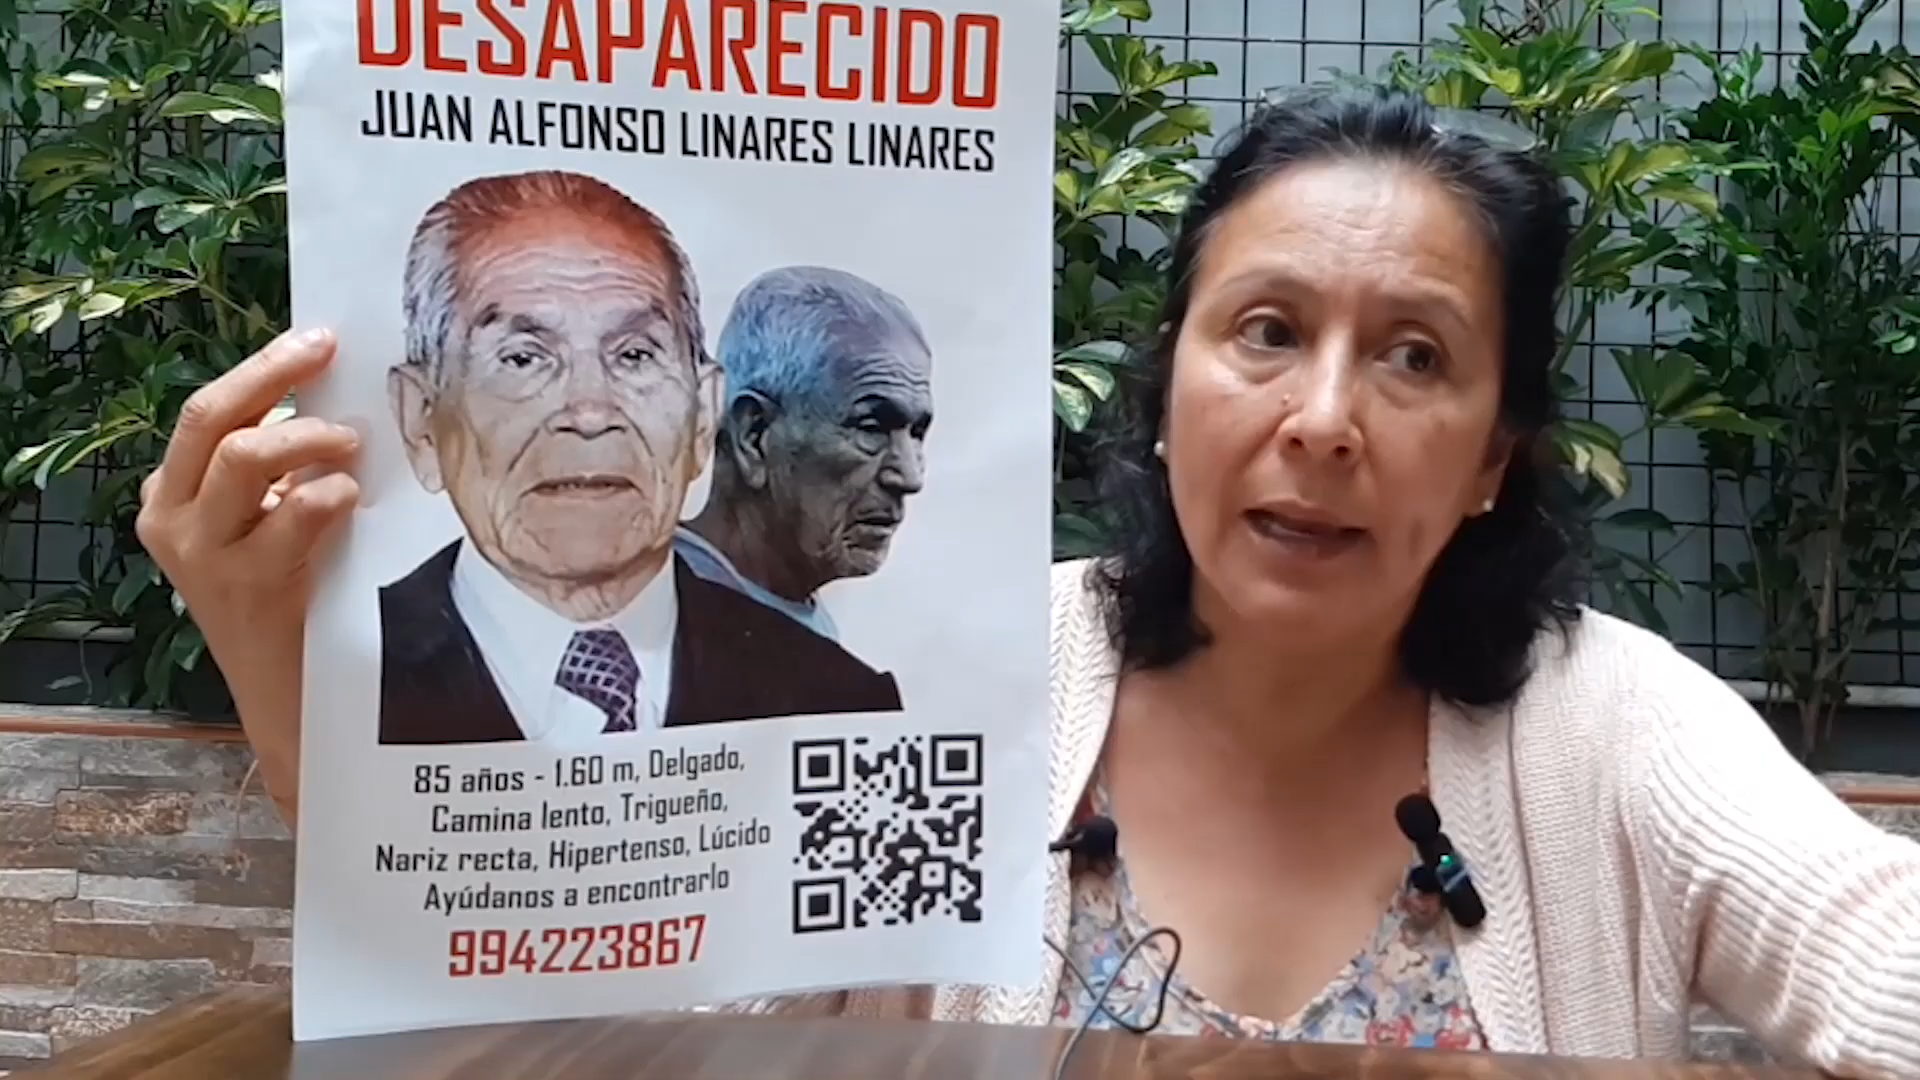 DESAPARECIDO
JUAN ALFONSO LINARES LINARES
85 años - 1.60 m, Delgado,
Camina lento, Trigueño,
Nariz recta, Hipertenso, Lúcido
Ayúdanos a encontrarlo
994223867